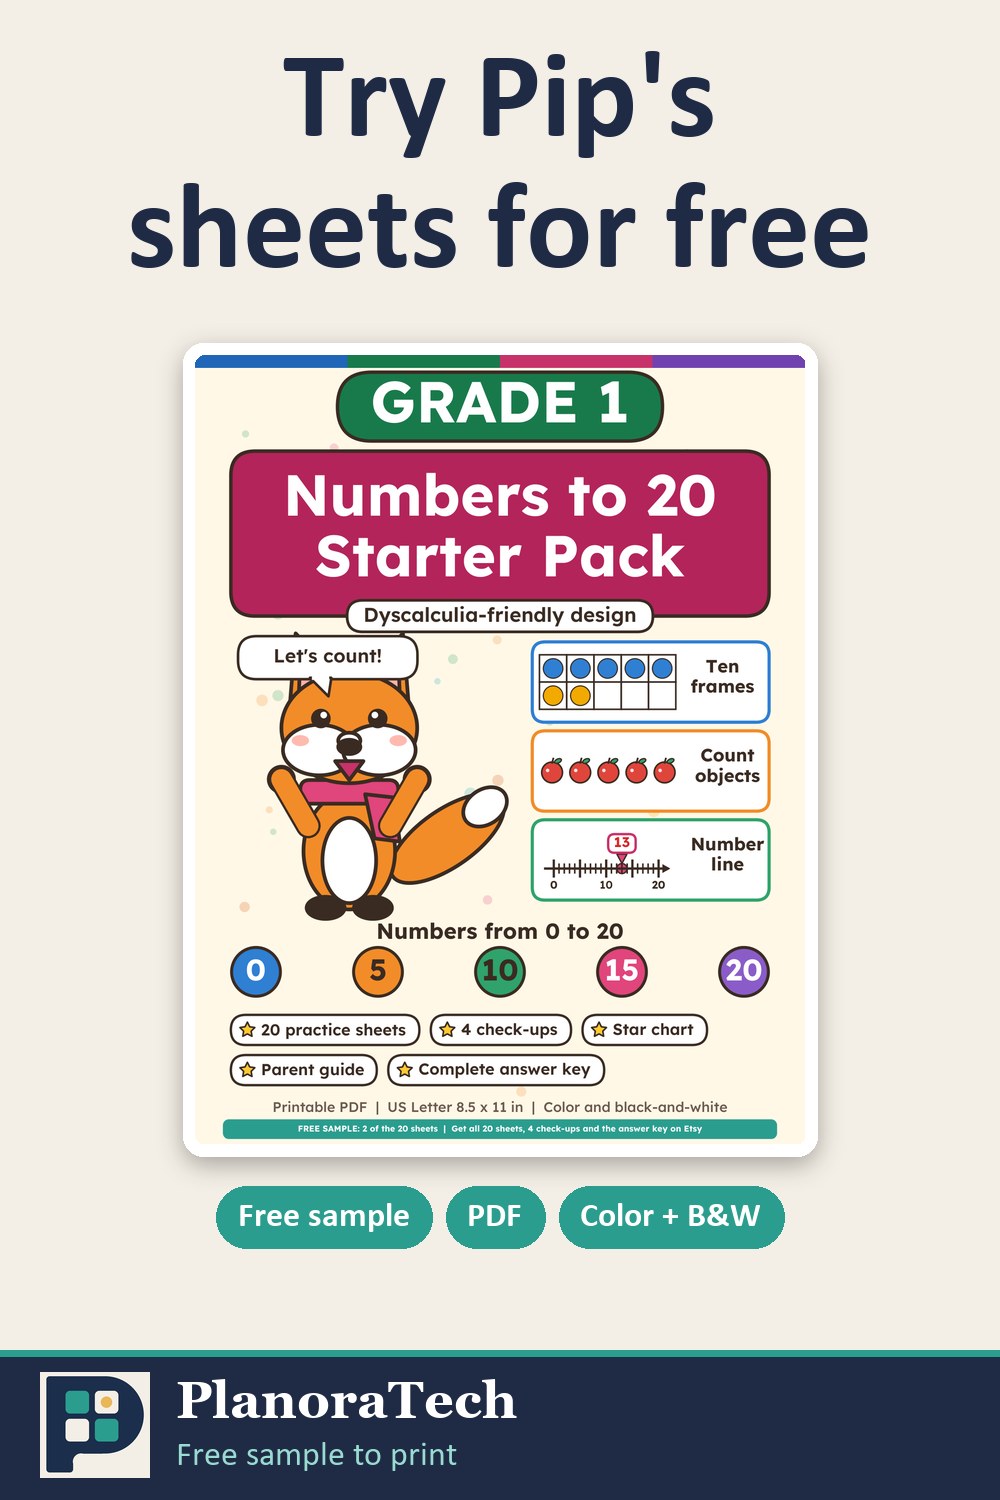 Try Pip's
sheets for free
GRADE 1
Numbers to 20
Starter Pack
Dyscalculia-friendly design
Let's count!
Ten
frames
Count
objects
13
0 10 20
Number
line
Numbers from 0 to 20
0 5 10 15 20
20 practice sheets
4 check-ups
Star chart
Parent guide
Complete answer key
Printable PDF | US Letter 8.5 x 11 in | Color and black-and-white
FREE SAMPLE: 2 of the 20 sheets | Get all 20 sheets, 4 check-ups and the answer key on Etsy
Free sample
PDF
Color + B&W
PlanoraTech
Free sample to print